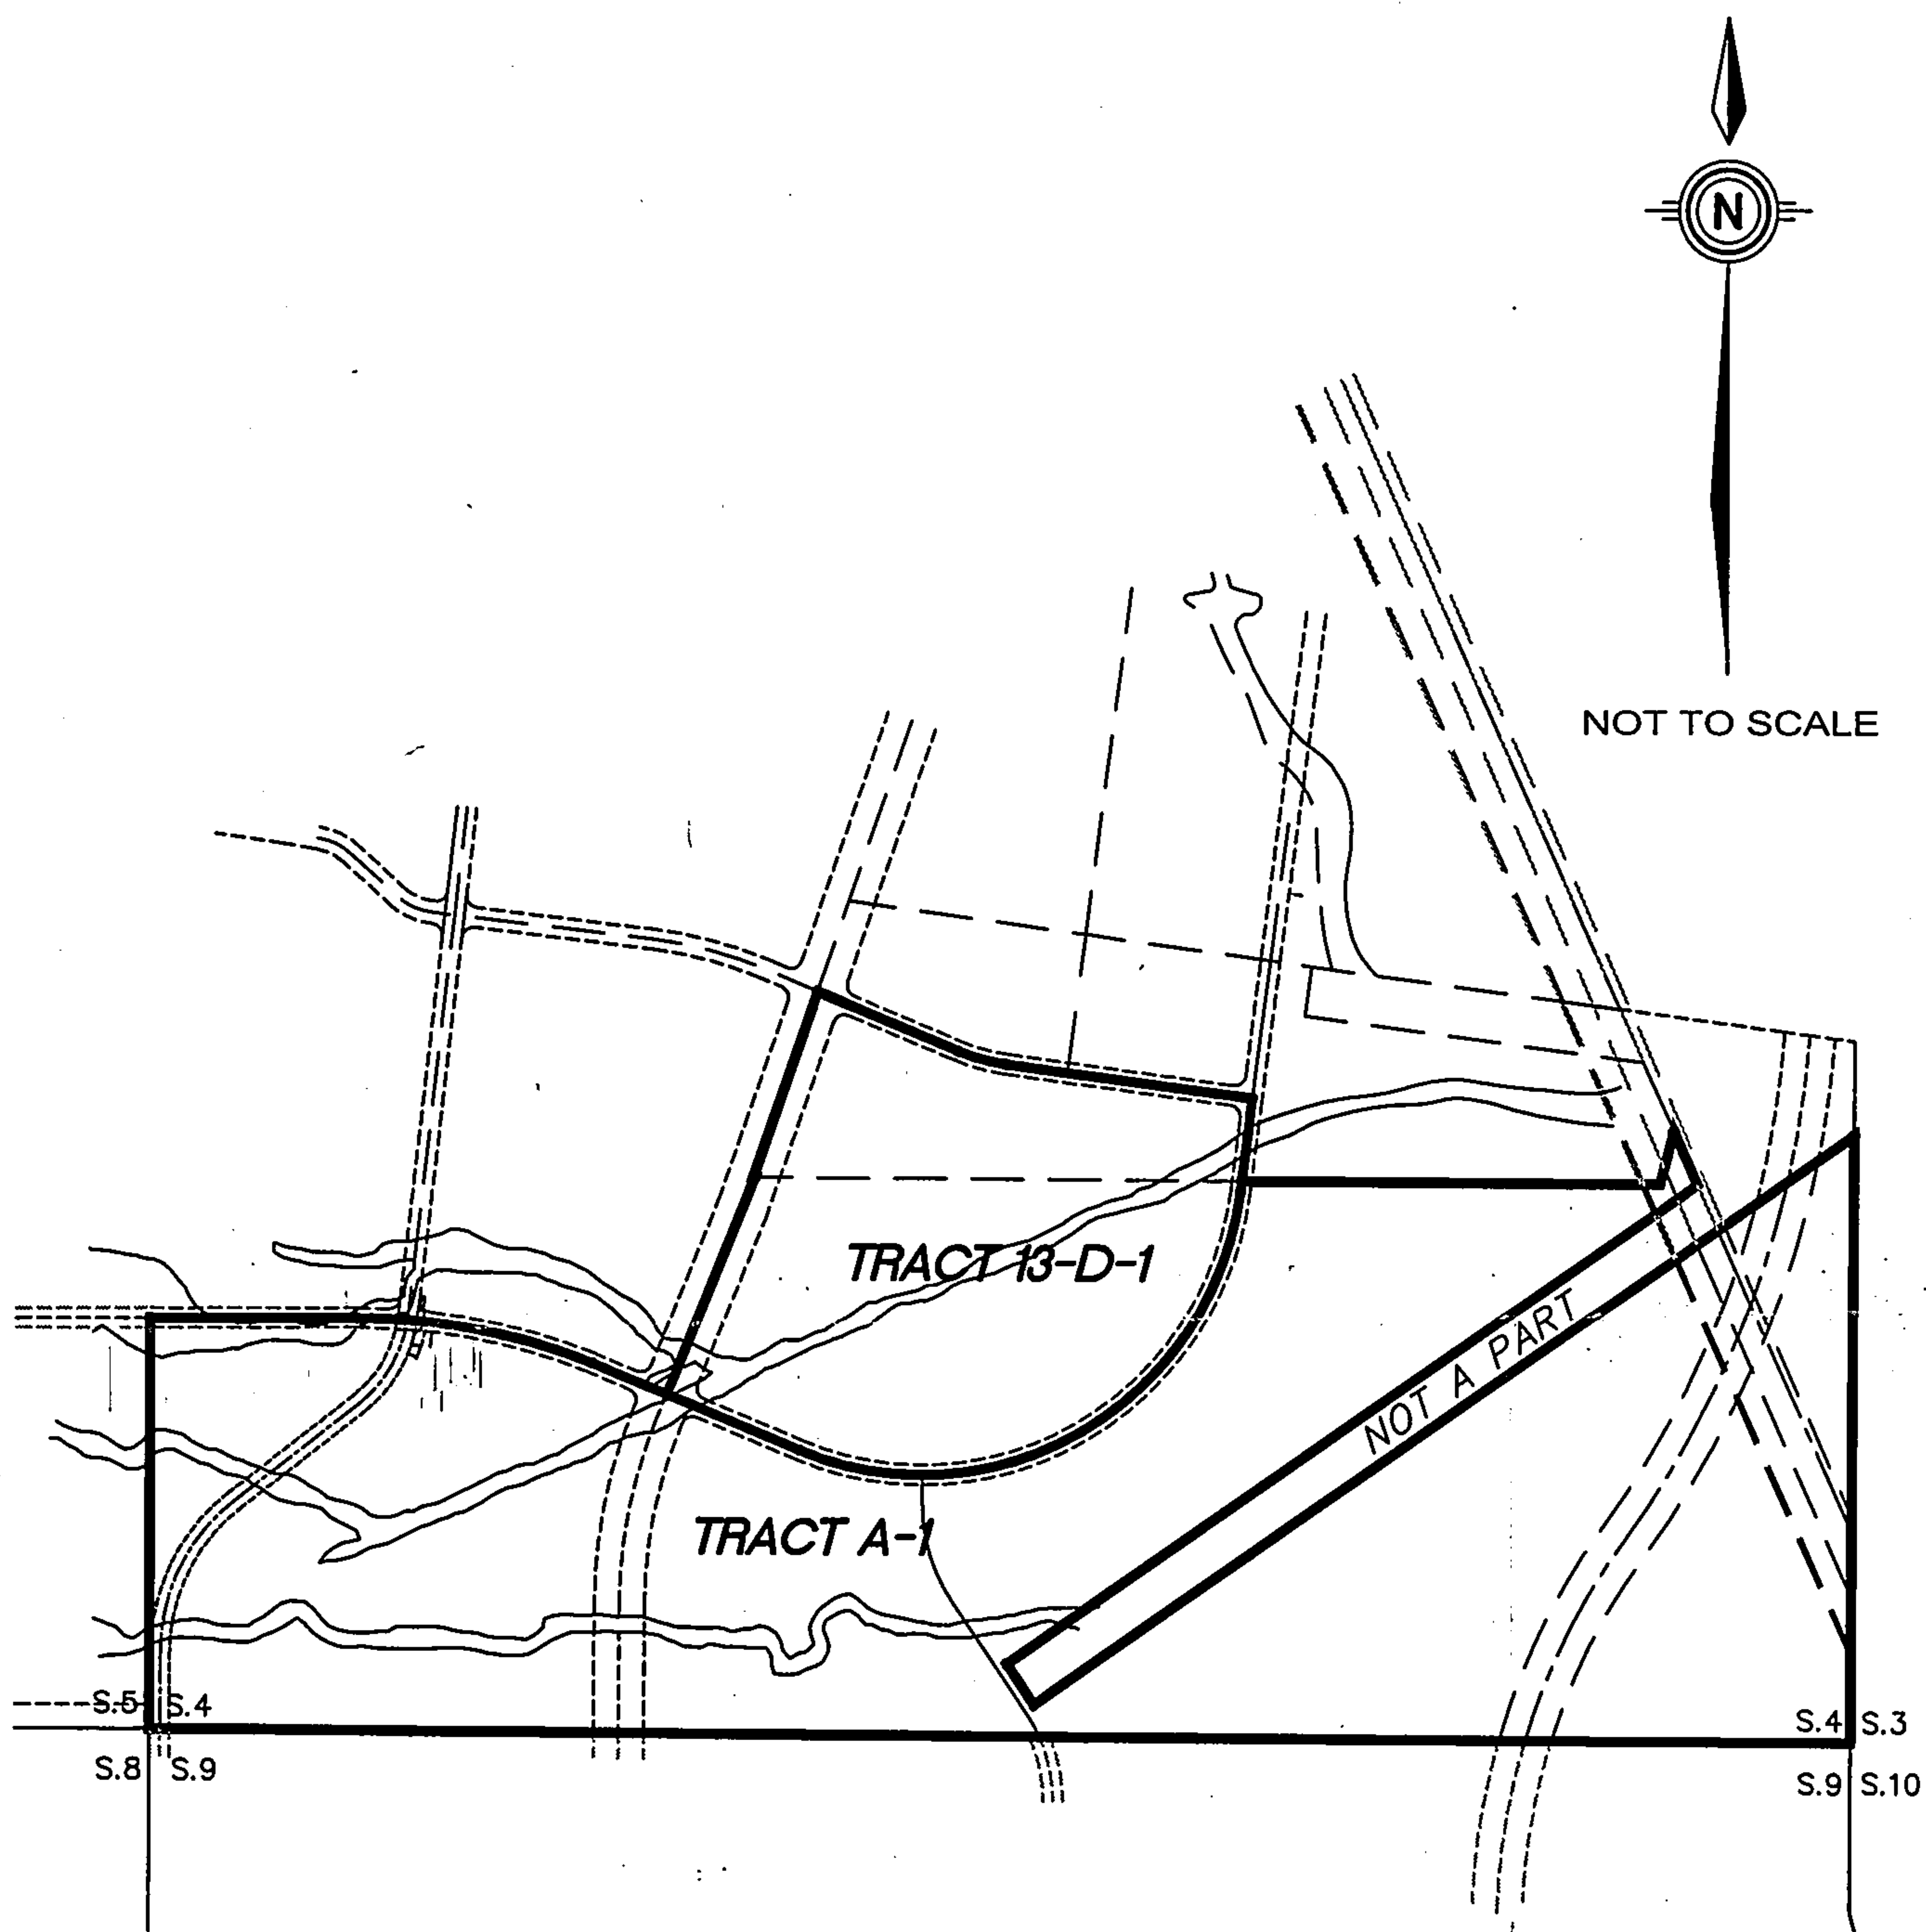 N
NOT TO SCALE
TRACT 13-D-1
NOT A PART
TRACT A-1
S.5 S.4
S.8 S.9
S.4 S.3
S.9 S.10